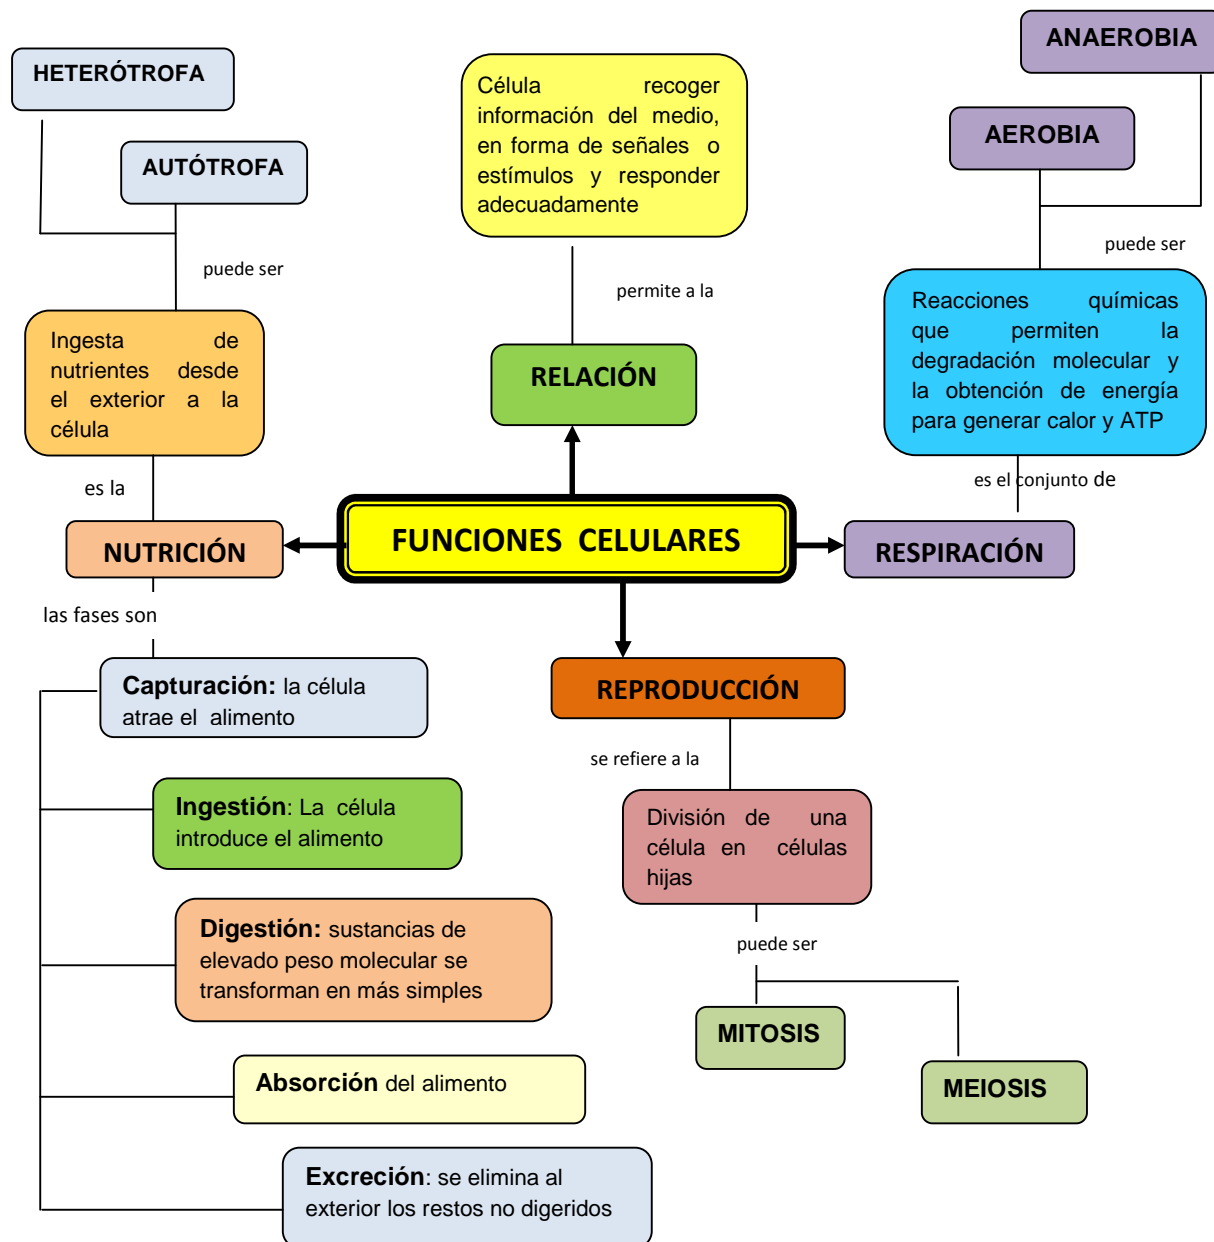 HETERÓTROFA
AUTÓTROFA
puede ser
Ingesta de
nutrientes desde
el exterior a la
célula
es la
NUTRICIÓN
las fases son
Capturación: la célula
atrae el alimento
Ingestión: La célula
introduce el alimento
Digestión: sustancias de
elevado peso molecular se
transforman en más simples
Absorción del alimento
Excreción: se elimina al
exterior los restos no digeridos
Célula recoger
información del medio,
en forma de señales o
estímulos y responder
adecuadamente
permite a la
RELACIÓN
FUNCIONES CELULARES
REPRODUCCIÓN
se refiere a la
División de una
célula en células
hijas
puede ser
MITOSIS
MEIOSIS
ANAEROBIA
AEROBIA
puede ser
Reacciones químicas
que permiten la
degradación molecular y
la obtención de energía
para generar calor y ATP
es el conjunto de
RESPIRACIÓN